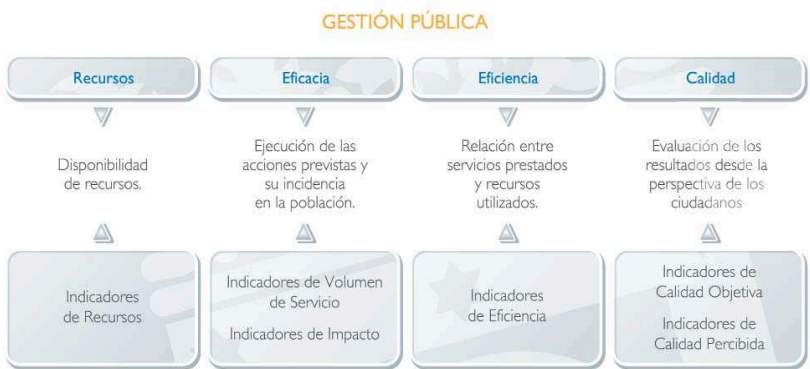 GESTIÓN PÚBLICA
Recursos
Disponibilidad
de recursos.
Indicadores
de Recursos
Eficacia
Ejecución de las
acciones previstas y
su incidencia
en la población.
Indicadores de Volumen
de Servicio
Indicadores de Impacto
Eficiencia
Relación entre
servicios prestados
y recursos
utilizados.
Indicadores
de Eficiencia
Calidad
Evaluación de los
resultados desde la
perspectiva de los
ciudadanos
Indicadores de
Calidad Objetiva
Indicadores de
Calidad Percibida